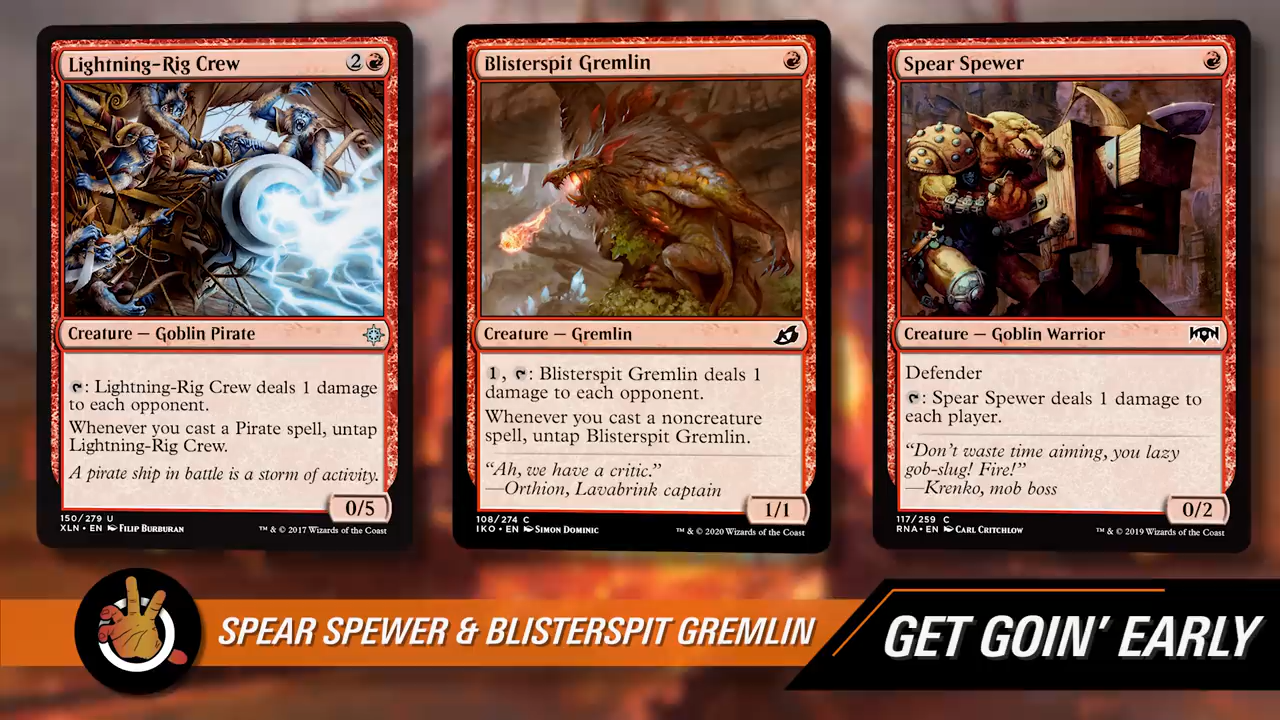 Lightning-Rig Crew 2
Creature — Goblin Pirate
: Lightning-Rig Crew deals 1 damage
to each opponent.
Whenever you cast a Pirate spell, untap
Lightning-Rig Crew.
A pirate ship in battle is a storm of activity.
0/5
150/279 U
XLN • EN Filip Burburan
™ & © 2017 Wizards of the Coast
Blisterspit Gremlin
Creature — Gremlin
1, : Blisterspit Gremlin deals 1
damage to each opponent.
Whenever you cast a noncreature
spell, untap Blisterspit Gremlin.
“Ah, we have a critic.”
—Orthion, Lavabrink captain
1/1
108/274 C
IKO • EN Simon Dominic
™ & © 2020 Wizards of the Coast
Spear Spewer
Creature — Goblin Warrior
Defender
: Spear Spewer deals 1 damage to
each player.
“Don’t waste time aiming, you lazy
gob-slug! Fire!”
—Krenko, mob boss
0/2
117/259 C
RNA • EN Carl Critchlow
™ & © 2019 Wizards of the Coast
SPEAR SPEWER & BLISTERSPIT GREMLIN
GET GOIN’ EARLY